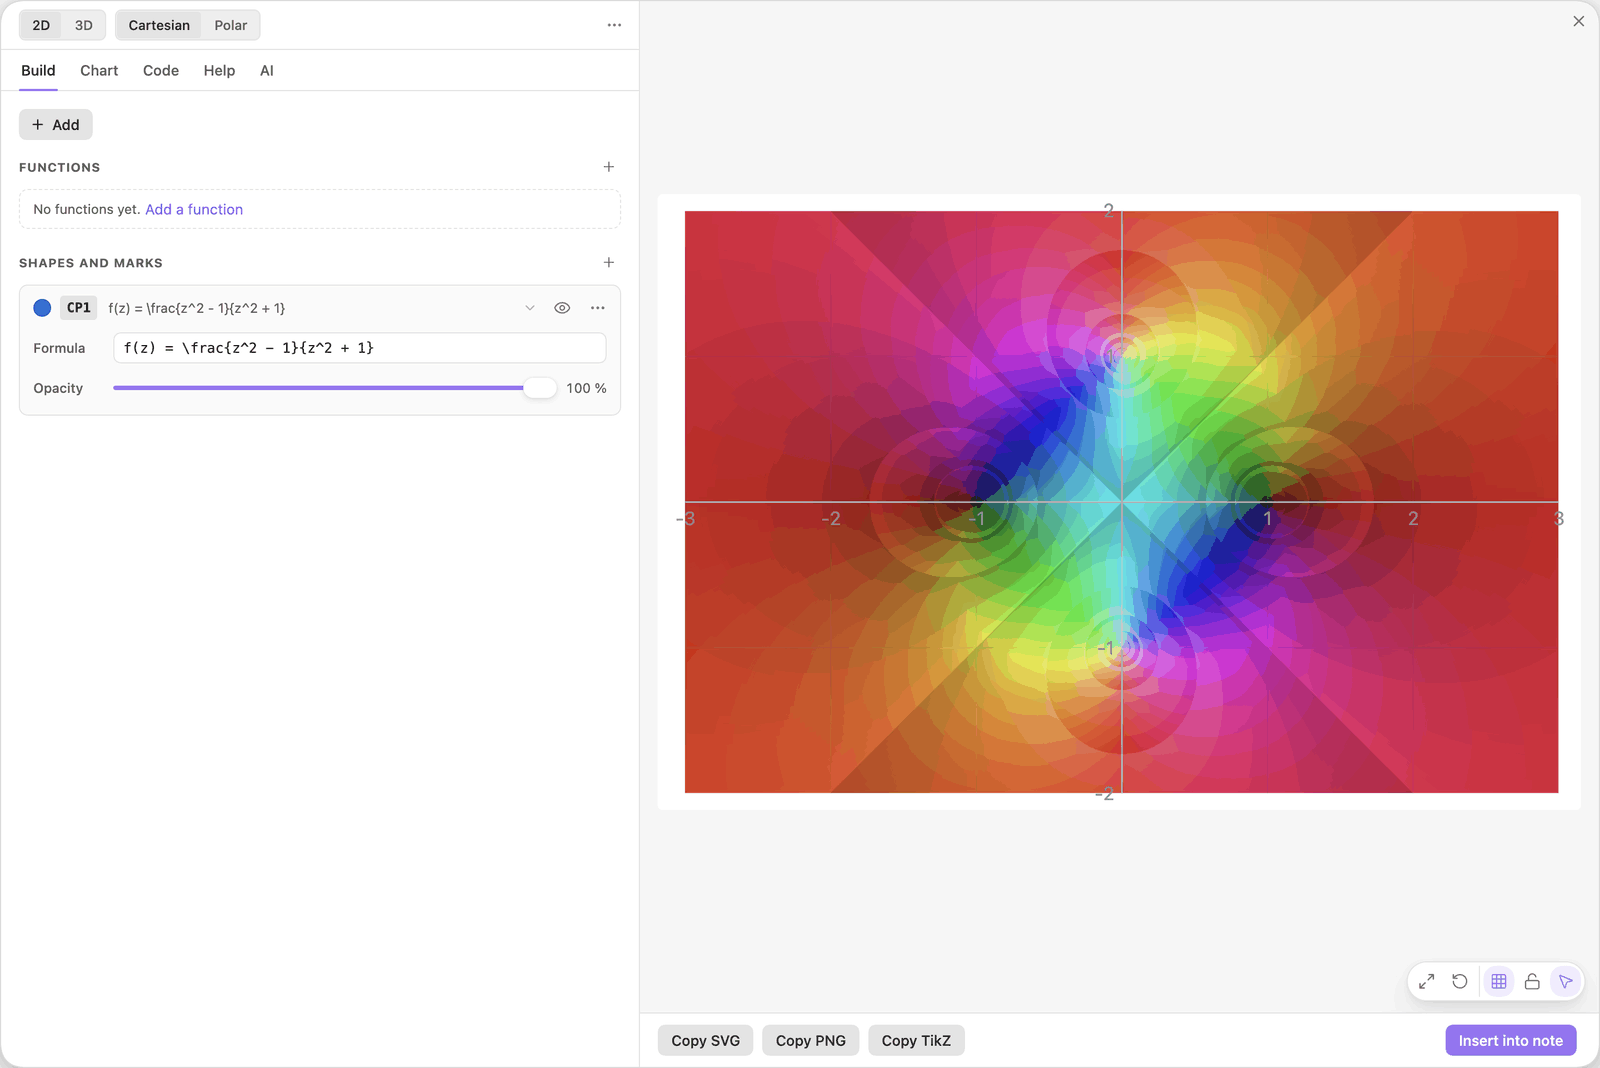 2D 3D Cartesian Polar
Build Chart Code Help AI
+ Add
FUNCTIONS
No functions yet. Add a function
SHAPES AND MARKS
CP1 f(z) = \frac{z^2 - 1}{z^2 + 1}
Formula f(z) = \frac{z^2 - 1}{z^2 + 1}
Opacity 100 %
2
1
-3 -2 -1 1 2 3
-1
-2
Copy SVG Copy PNG Copy TikZ Insert into note